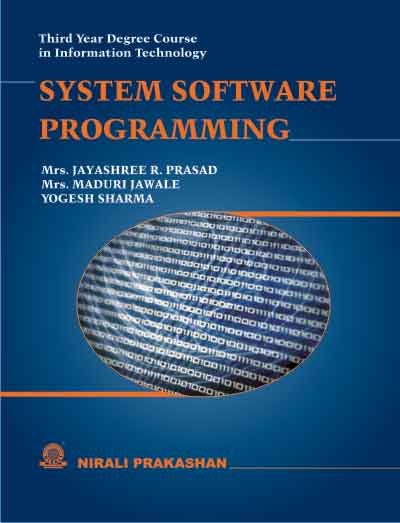 Third Year Degree Course
in Information Technology
SYSTEM SOFTWARE
PROGRAMMING
Mrs. JAYASHREE R. PRASAD
Mrs. MADURI JAWALE
YOGESH SHARMA
NIRALI PRAKASHAN